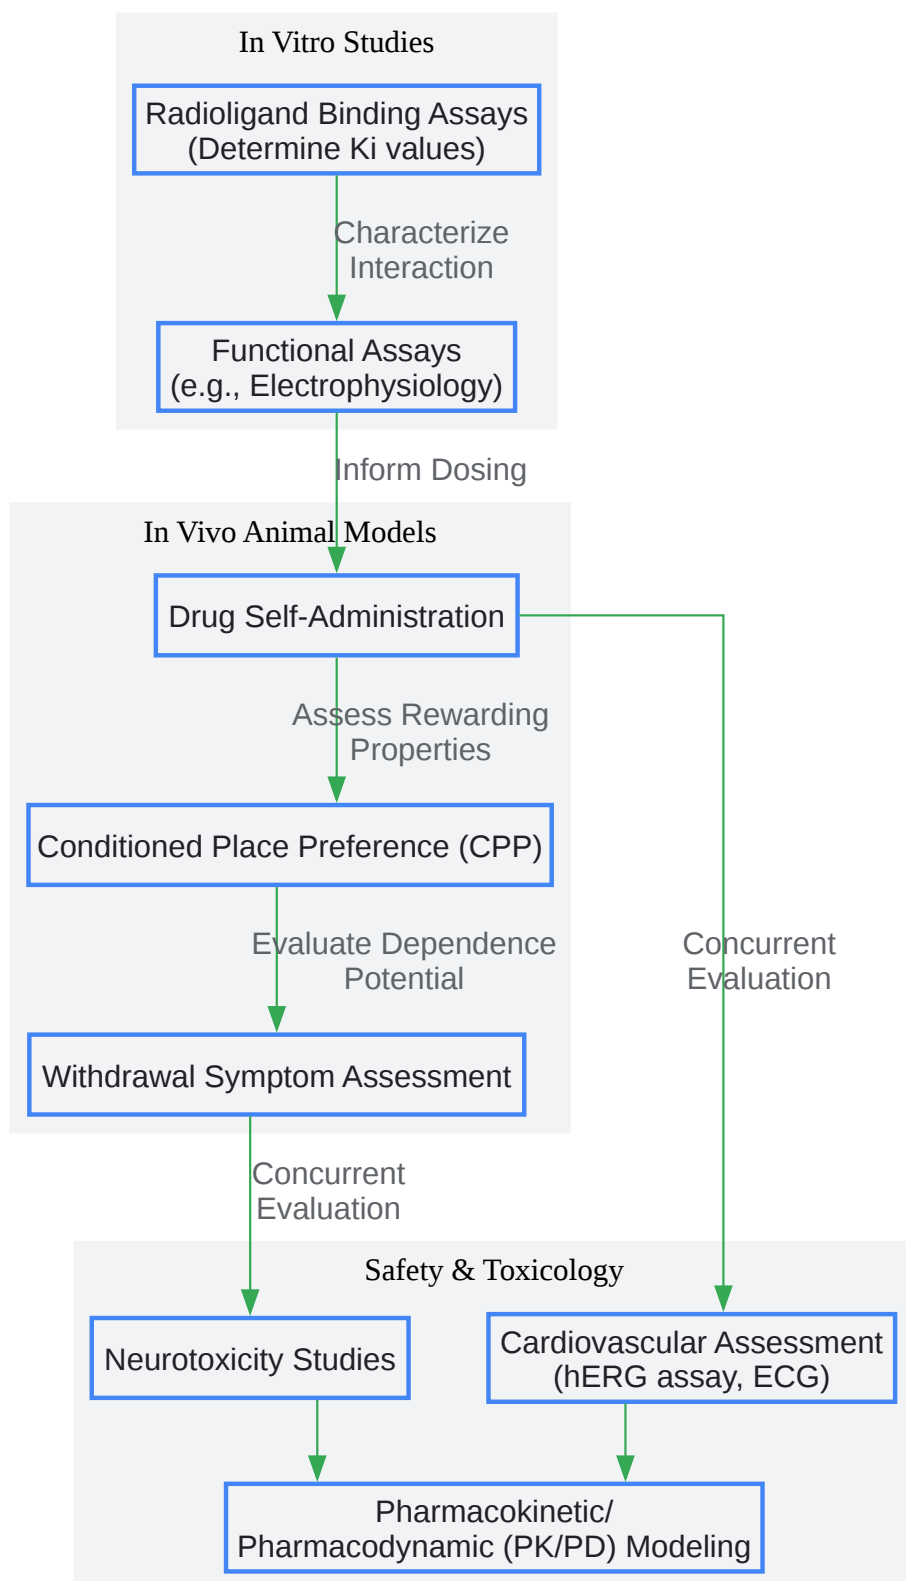 In Vitro Studies
Radioligand Binding Assays
(Determine Ki values)
Characterize
Interaction
Functional Assays
(e.g., Electrophysiology)
Inform Dosing
In Vivo Animal Models
Drug Self-Administration
Assess Rewarding
Properties
Conditioned Place Preference (CPP)
Evaluate Dependence
Potential
Concurrent
Evaluation
Withdrawal Symptom Assessment
Concurrent
Evaluation
Safety & Toxicology
Neurotoxicity Studies
Cardiovascular Assessment
(hERG assay, ECG)
Pharmacokinetic/
Pharmacodynamic (PK/PD) Modeling